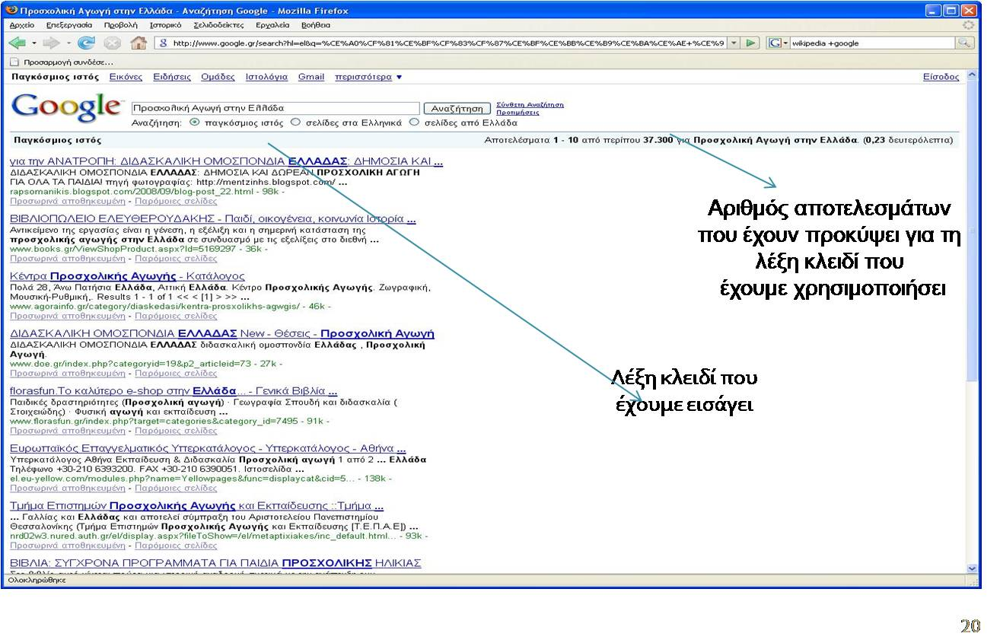 Προσχολική Αγωγή στην Ελλάδα - Αναζήτηση Google - Mozilla Firefox
Αρχείο Επεξεργασία Προβολή Ιστορικό Σελιδοδείκτες Εργαλεία Βοήθεια
http://www.google.gr/search?hl=el&q=%CE%A0%CF%81%CE%BF%CF%83%CF%87%CE%BF%CE%BB%CE%B9%CE%BA%CE%AE+%CE%9 wikipedia +google
Προσαρμογή συνδέσε...
Παγκόσμιος ιστός Εικόνες Ειδήσεις Ομάδες Ιστολόγια Gmail περισσότερα ▼ Είσοδος
Google Προσχολική Αγωγή στην Ελλάδα Αναζήτηση Σύνθετη Αναζήτηση
Προτιμήσεις
Αναζήτηση: παγκόσμιος ιστός σελίδες στα Ελληνικά σελίδες από Ελλάδα
Παγκόσμιος ιστός Αποτελέσματα 1 - 10 από περίπου 37.300 για Προσχολική Αγωγή στην Ελλάδα. (0,23 δευτερόλεπτα)
για την ΑΝΑΤΡΟΠΗ: ΔΙΔΑΣΚΑΛΙΚΗ ΟΜΟΣΠΟΝΔΙΑ ΕΛΛΑΔΑΣ: ΔΗΜΟΣΙΑ ΚΑΙ ...
ΔΙΔΑΣΚΑΛΙΚΗ ΟΜΟΣΠΟΝΔΙΑ ΕΛΛΑΔΑΣ: ΔΗΜΟΣΙΑ ΚΑΙ ΔΩΡΕΑΝ ΠΡΟΣΧΟΛΙΚΗ ΑΓΩΓΗ
ΓΙΑ ΟΛΑ ΤΑ ΠΑΙΔΙΑ! πηγή φωτογραφίας: http://mentzinhs.blogspot.com/ ...
rapsomanikis.blogspot.com/2008/09/blog-post_22.html - 98k -
Προσωρινά αποθηκευμένη - Παρόμοιες σελίδες
ΒΙΒΛΙΟΠΩΛΕΙΟ ΕΛΕΥΘΕΡΟΥΔΑΚΗΣ - Παιδί, οικογένεια, κοινωνία Ιστορία ...
Αντικείμενο της εργασίας είναι η γένεση, η εξέλιξη και η σημερινή κατάσταση της
προσχολικής αγωγής στην Ελλάδα σε συνδυασμό με τις εξελίξεις στο διεθνή ...
www.books.gr/ViewShopProduct.aspx?Id=5169297 - 36k -
Προσωρινά αποθηκευμένη - Παρόμοιες σελίδες
Κέντρα Προσχολικής Αγωγής - Κατάλογος
Πολά 28, Άνω Πατήσια Ελλάδα, Αττική Ελλάδα. Κέντρο Προσχολικής Αγωγής. Ζωγραφική,
Μουσική-Ρυθμική,. Results 1 - 1 of 1 << < [1] > >> ...
www.agorainfo.gr/category/diaskedasi/kentra-prosxolikhs-agwgis/ - 46k -
Προσωρινά αποθηκευμένη - Παρόμοιες σελίδες
ΔΙΔΑΣΚΑΛΙΚΗ ΟΜΟΣΠΟΝΔΙΑ ΕΛΛΑΔΑΣ New - Θέσεις - Προσχολική Αγωγή
ΔΙΔΑΣΚΑΛΙΚΗ ΟΜΟΣΠΟΝΔΙΑ ΕΛΛΑΔΑΣ διδασκαλική ομοσπονδία Ελλάδας , Προσχολική
Αγωγή.
www.doe.gr/index.php?categoryid=19&p2_articleid=73 - 27k -
Προσωρινά αποθηκευμένη - Παρόμοιες σελίδες
florasfun.Το καλύτερο e-shop στην Ελλάδα... - Γενικά Βιβλία ...
Παιδικές δραστηριότητες (Προσχολική αγωγή) · Γεωγραφία Σπουδή και διδασκαλία (
Στοιχειώδης) · Φυσική αγωγή και εκπαίδευση ...
www.florasfun.gr/index.php?target=categories&category_id=7495 - 91k -
Προσωρινά αποθηκευμένη - Παρόμοιες σελίδες
Ευρωπαϊκός Επαγγελματικός Υπερκατάλογος - Υπερκατάλογος - Αθήνα ...
Υπερκατάλογος Αθήνα Εκπαίδευση & Διδασκαλία Προσχολική αγωγή 1 από 2 ... Ελλάδα
Τηλέφωνο +30-210 6393200. FAX +30-210 6390051. Ιστοσελίδα ...
el.eu-yellow.com/modules.php?name=Yellowpages&func=displaycat&cid=5... - 138k -
Προσωρινά αποθηκευμένη - Παρόμοιες σελίδες
Τμήμα Επιστημών Προσχολικής Αγωγής και Εκπαίδευσης ::Τμήμα ...
... Γαλλίας και Ελλάδας και αποτελεί σύμπραξη του Αριστοτελείου Πανεπιστημίου
Θεσσαλονίκης (Τμήμα Επιστημών Προσχολικής Αγωγής και Εκπαίδευσης [Τ.Ε.Π.Α.Ε]) ...
nrd02w3.nured.auth.gr/el/display.aspx?fileToShow=/el/metaptixiakes/inc_default.html... - 93k -
Προσωρινά αποθηκευμένη - Παρόμοιες σελίδες
ΒΙΒΛΙΑ: ΣΥΓΧΡΟΝΑ ΠΡΟΓΡΑΜΜΑΤΑ ΓΙΑ ΠΑΙΔΙΑ ΠΡΟΣΧΟΛΙΚΗΣ ΗΛΙΚΙΑΣ
Ολοκληρώθηκε
Αριθμός αποτελεσμάτων
που έχουν προκύψει για τη
λέξη κλειδί που
έχουμε χρησιμοποιήσει
Λέξη κλειδί που
έχουμε εισάγει
20